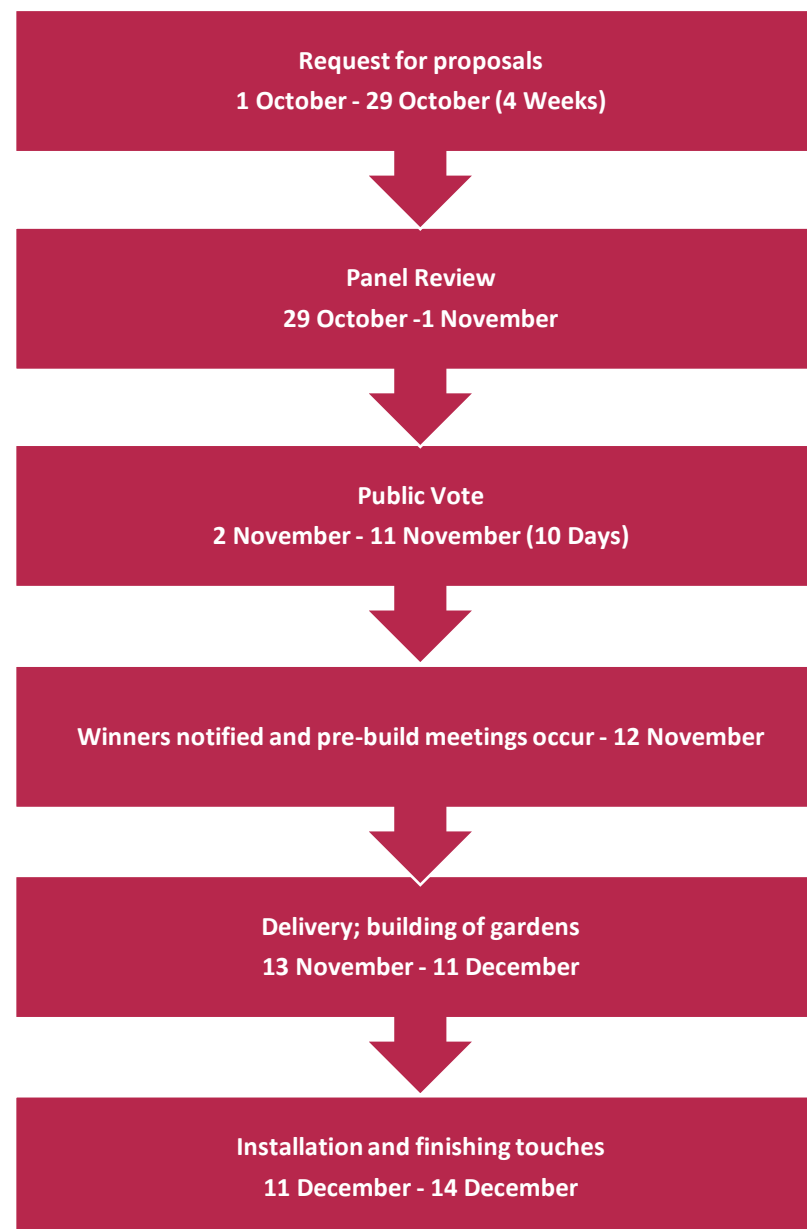 Request for proposals
1 October - 29 October (4 Weeks)
Panel Review
29 October -1 November
Public Vote
2 November - 11 November (10 Days)
Winners notified and pre-build meetings occur - 12 November
Delivery; building of gardens
13 November - 11 December
Installation and finishing touches
11 December - 14 December